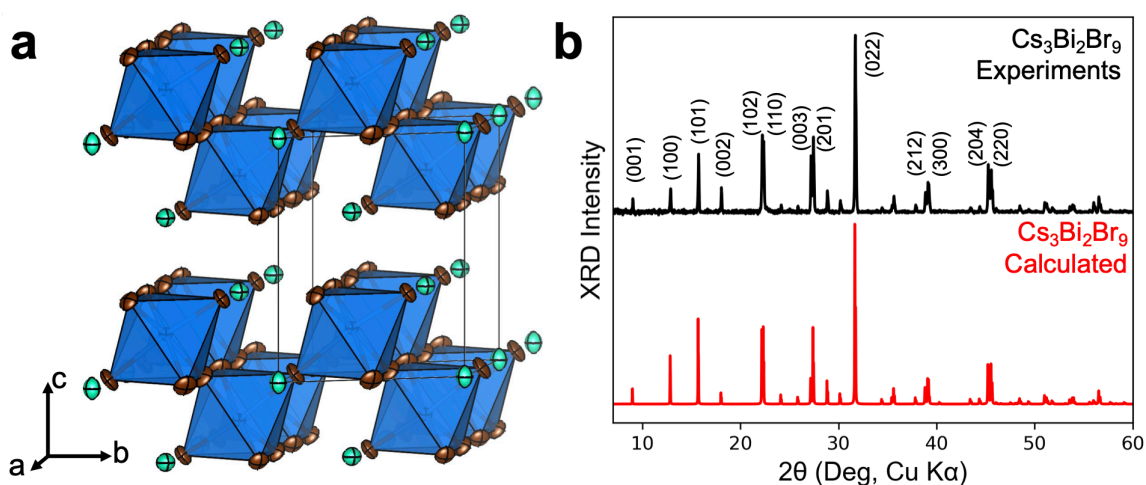 a
c
a
b
b
Cs₃Bi₂Br₉
Experiments
(001)
(100)
(101)
(002)
(102)
(110)
(003)
(201)
(022)
(212)
(300)
(204)
(220)
Cs₃Bi₂Br₉
Calculated
XRD Intensity
10 20 30 40 50 60
2θ (Deg, Cu Kα)